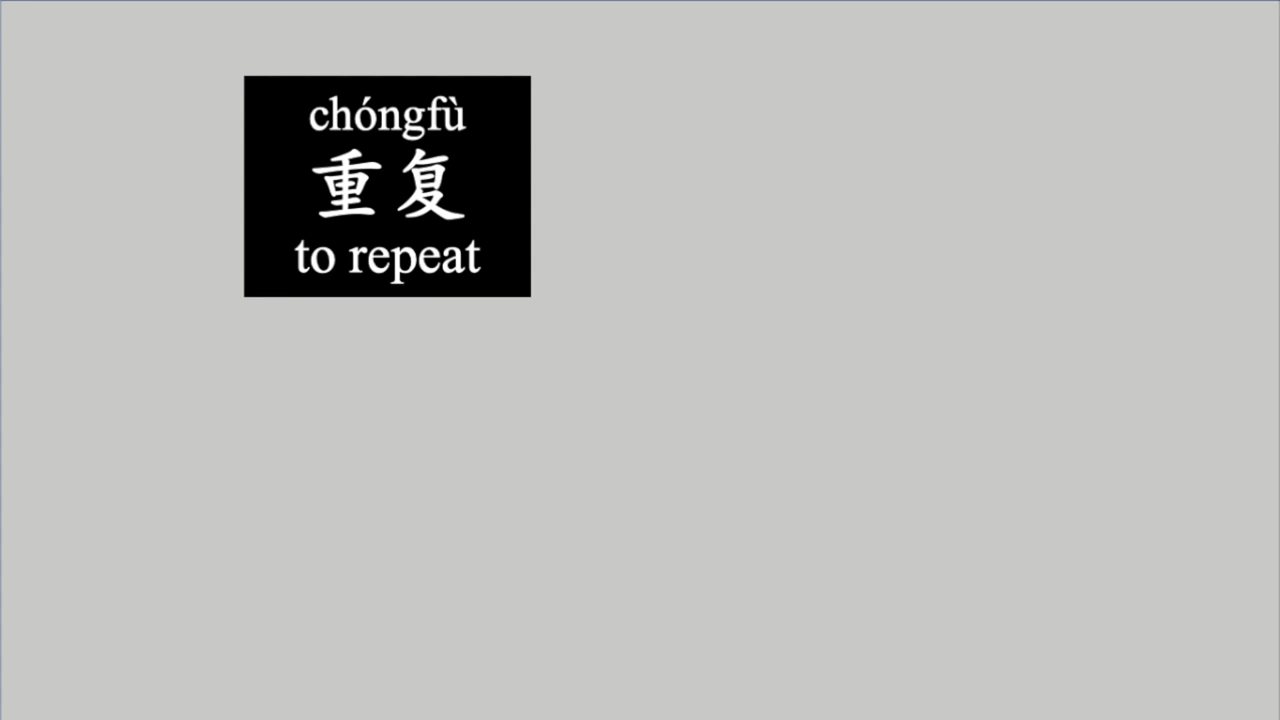 chóngfù
重复
to repeat